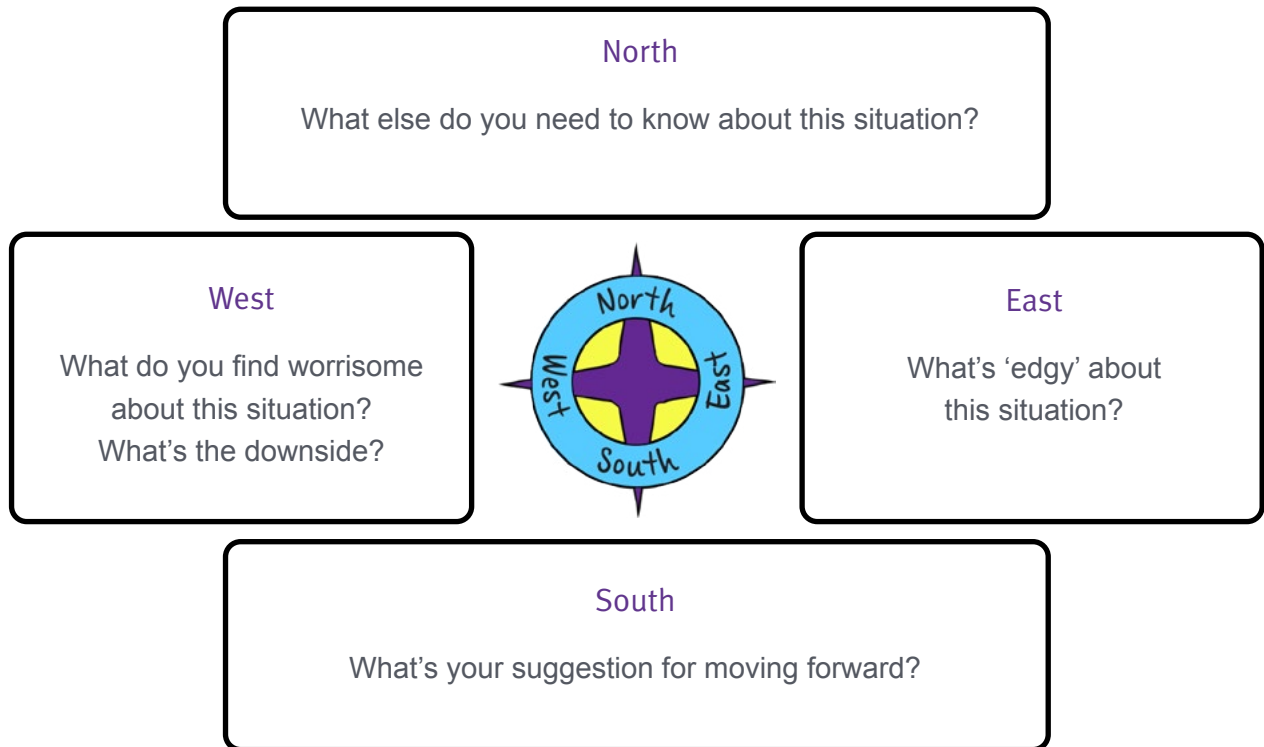 North
What else do you need to know about this situation?
West
What do you find worrisome
about this situation?
What's the downside?
North
West
East
South
East
What's ‘edgy’ about
this situation?
South
What's your suggestion for moving forward?